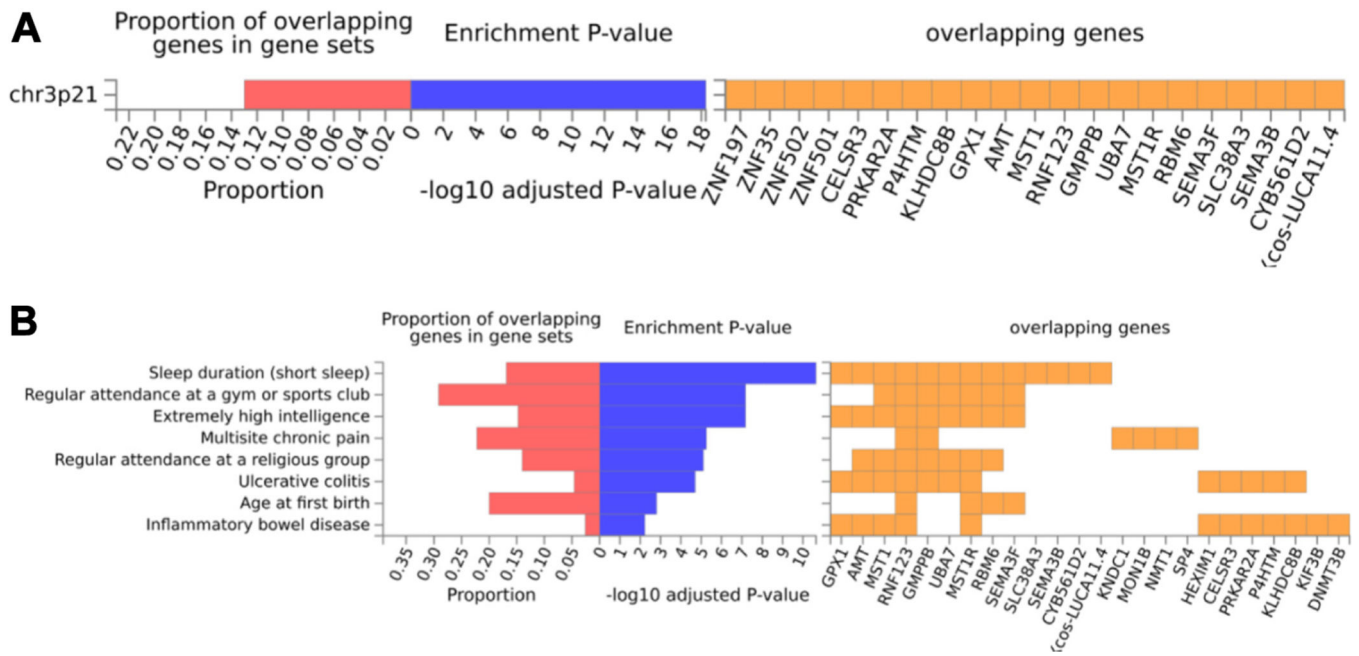 A
Proportion of overlapping
genes in gene sets
Enrichment P-value
overlapping genes
chr3p21
0.22 0.20 0.18 0.16 0.14 0.12 0.10 0.08 0.06 0.04 0.02 0 2 4 6 8 10 12 14 16 18
ZNF197 ZNF35 ZNF502 ZNF501 CELSR3 PRKAR2A P4HTM KLHDC8B GPX1 AMT MST1 RNF123 GMPPB UBA7 MST1R RBM6 SEMA3F SLC38A3 SEMA3B CYB561D2 (cos-LUCA11.4
Proportion
-log10 adjusted P-value
B
Proportion of overlapping
genes in gene sets
Enrichment P-value
overlapping genes
Sleep duration (short sleep)
Regular attendance at a gym or sports club
Extremely high intelligence
Multisite chronic pain
Regular attendance at a religious group
Ulcerative colitis
Age at first birth
Inflammatory bowel disease
0.35 0.30 0.25 0.20 0.15 0.10 0.05 0 1 2 3 4 5 6 7 8 9 10
GPX1 AMT MST1 RNF123 GMPPB UBA7 MST1R RBM6 SEMA3F SLC38A3 SEMA3B CYB561D2 (cos-LUCA11.4 KNDC1 MON1B NMT1 SP4 HEXIM1 CELSR3 PRKAR2A P4HTM KLHDC8B KIF3B DNMT3B
Proportion
-log10 adjusted P-value